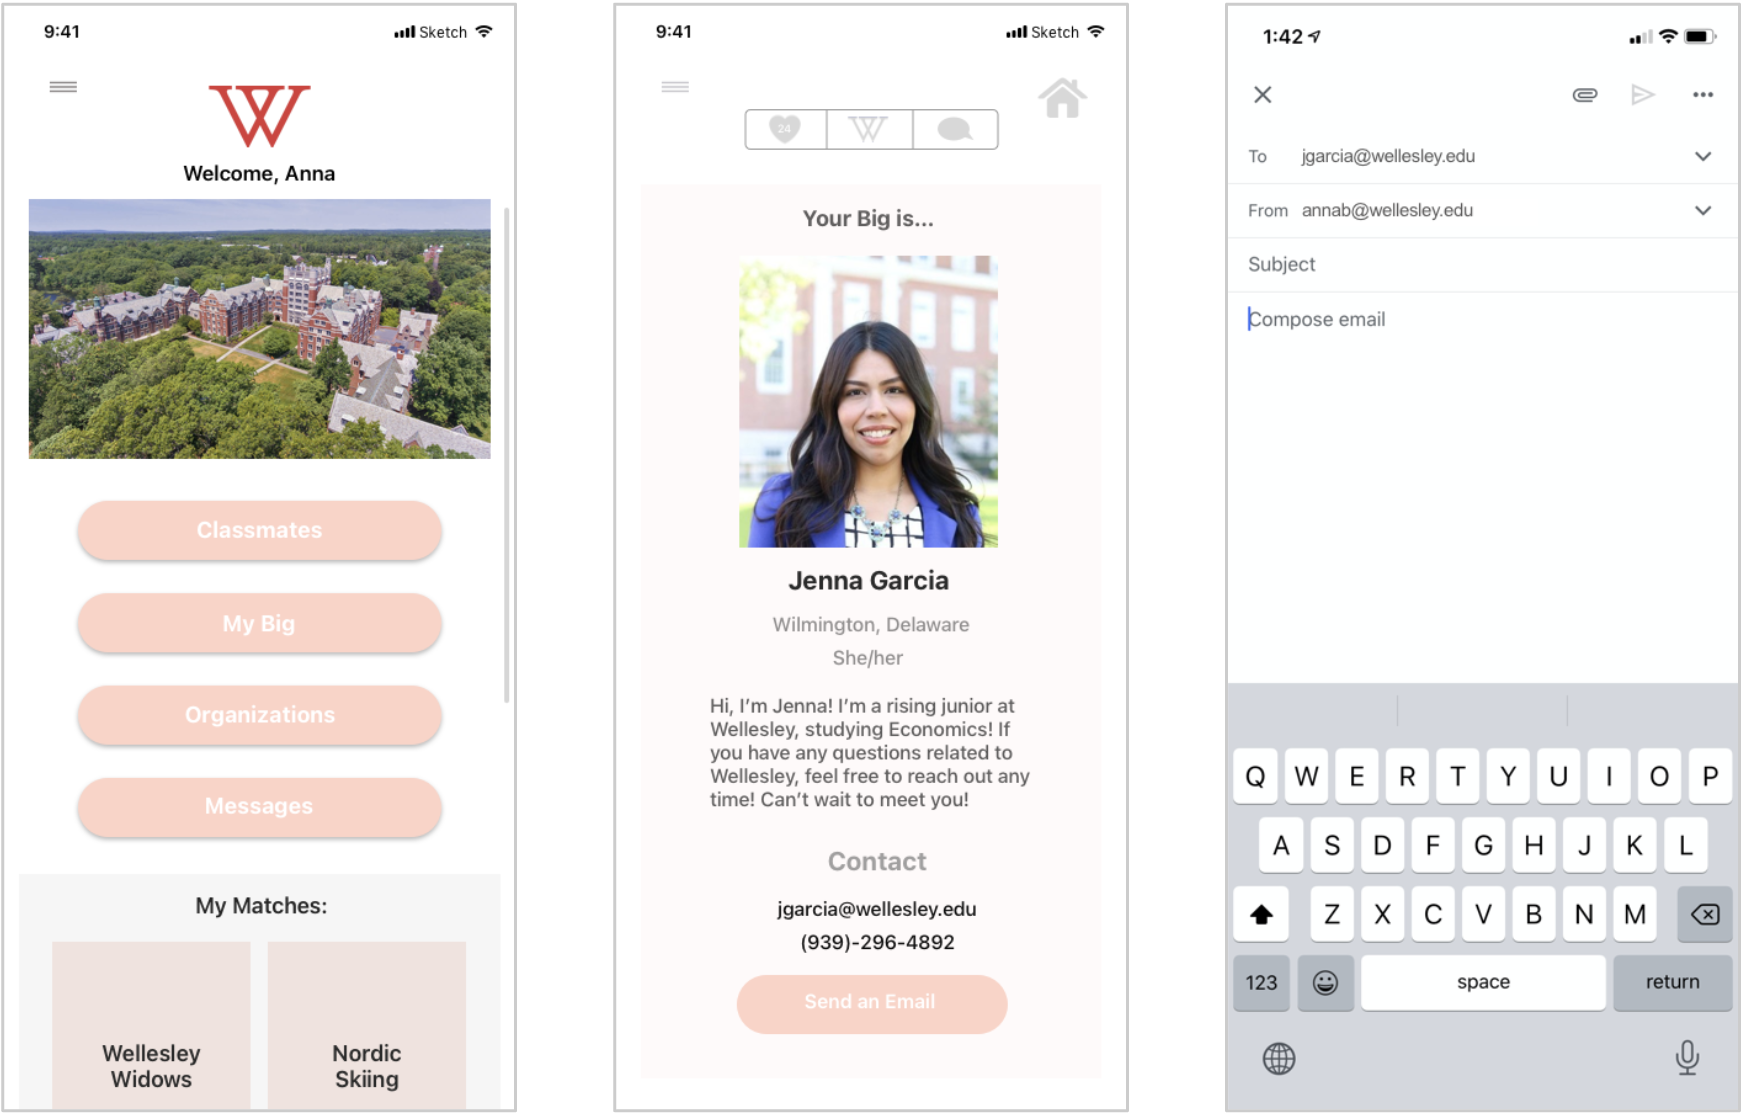 9:41
Sketch
W
Welcome, Anna
Classmates
My Big
Organizations
Messages
My Matches:
Wellesley
Widows
Nordic
Skiing
9:41
Sketch
24
W
Your Big is...
Jenna Garcia
Wilmington, Delaware
She/her
Hi, I'm Jenna! I'm a rising junior at
Wellesley, studying Economics! If
you have any questions related to
Wellesley, feel free to reach out any
time! Can't wait to meet you!
Contact
jgarcia@wellesley.edu
(939)-296-4892
Send an Email
1:42
To jgarcia@wellesley.edu
From annab@wellesley.edu
Subject
Compose email
Q W E R T Y U I O P
A S D F G H J K L
Z X C V B N M
123 space return